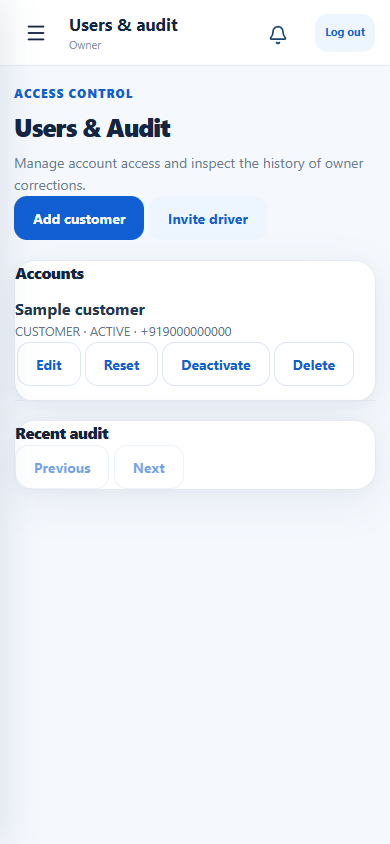 Users & audit
Owner
Log out
ACCESS CONTROL
Users & Audit
Manage account access and inspect the history of owner
corrections.
Add customer
Invite driver
Accounts
Sample customer
CUSTOMER · ACTIVE · +919000000000
Edit
Reset
Deactivate
Delete
Recent audit
Previous
Next